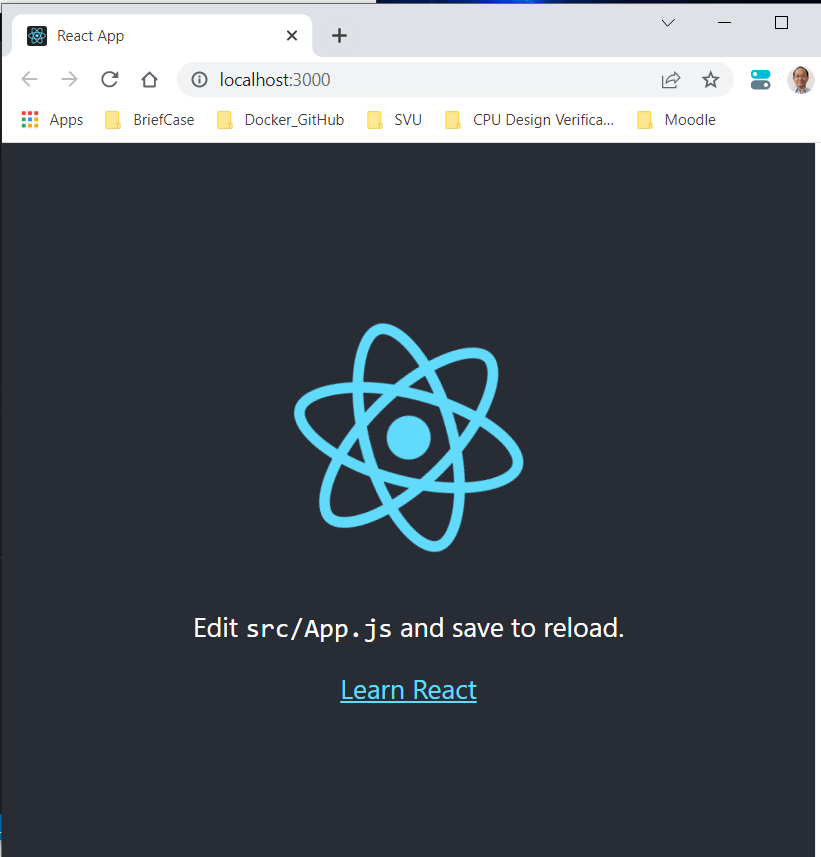 React App
localhost:3000
Apps BriefCase Docker_GitHub SVU CPU Design Verifica... Moodle
Edit src/App.js and save to reload.
Learn React